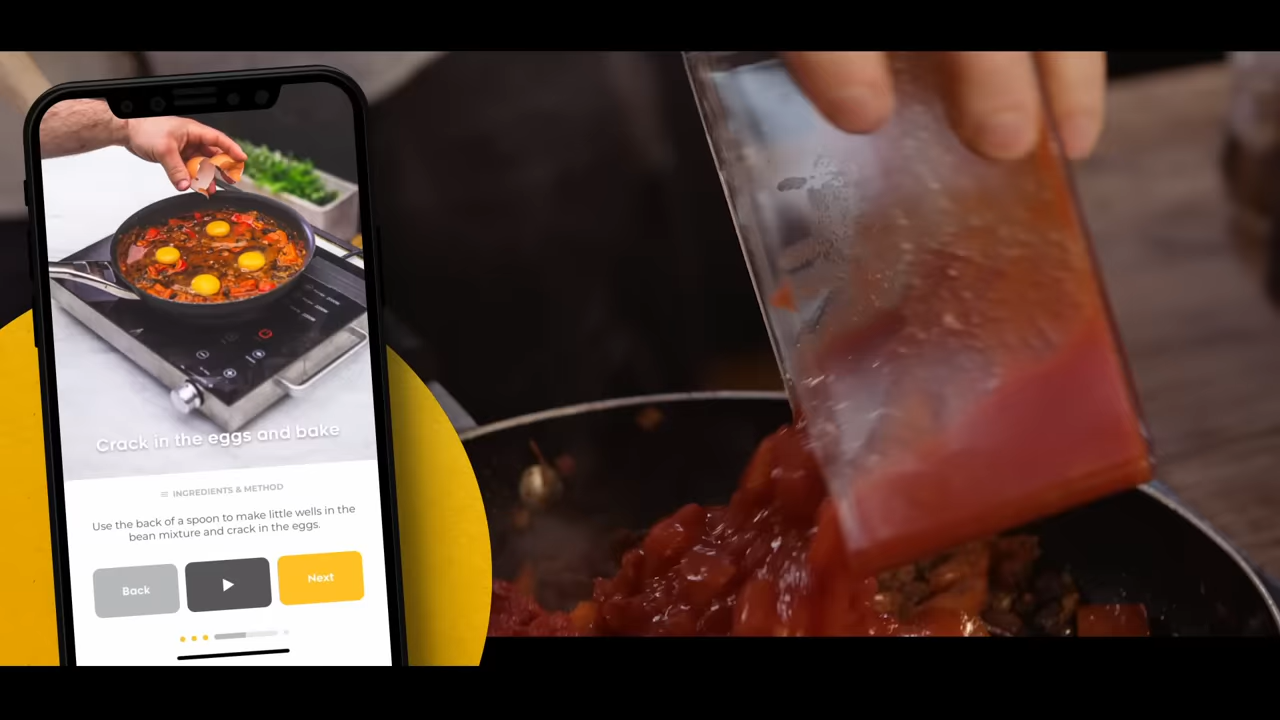 Crack in the eggs and bake
INGREDIENTS & METHOD
Use the back of a spoon to make little wells in the
bean mixture and crack in the eggs.
Back
Next